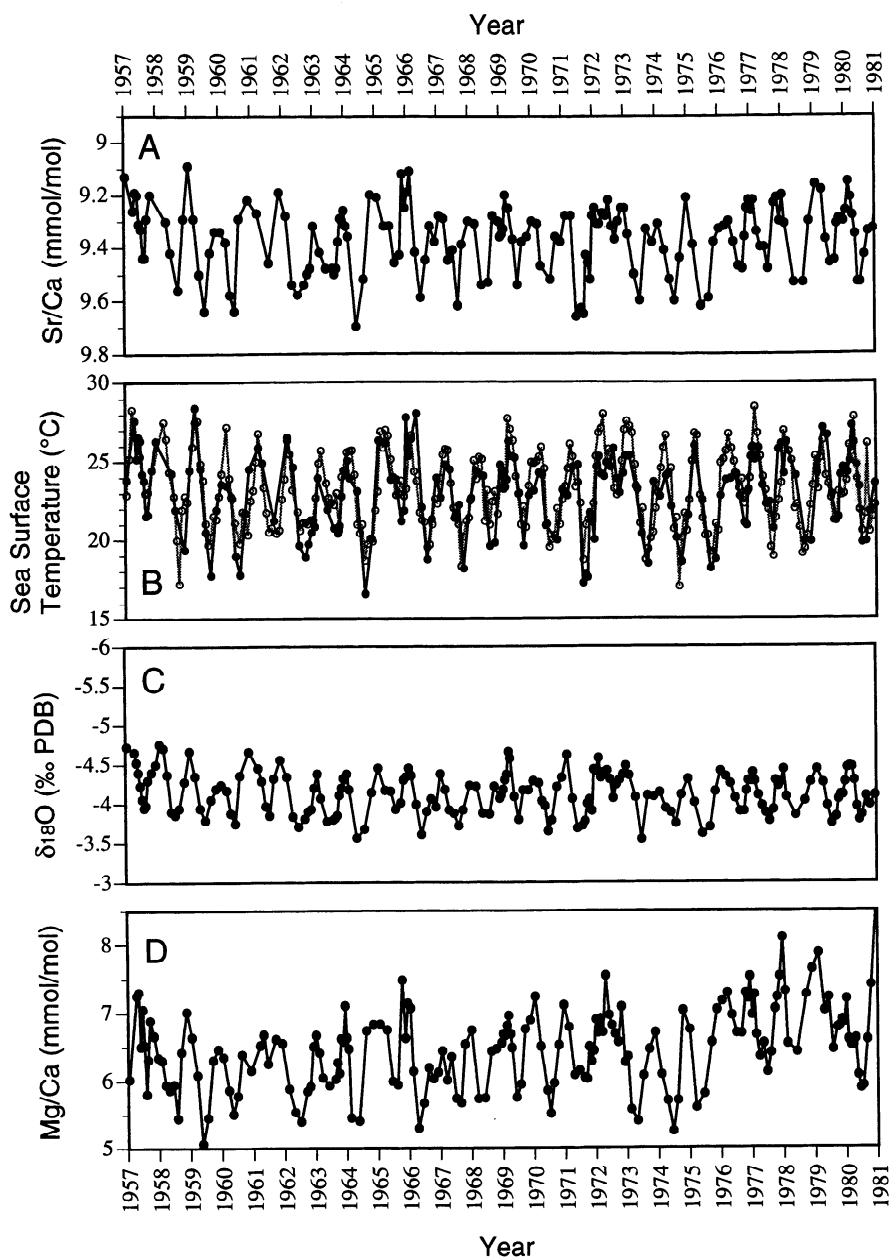 Year
1957 1958 1959 1960 1961 1962 1963 1964 1965 1966 1967 1968 1969 1970 1971 1972 1973 1974 1975 1976 1977 1978 1979 1980 1981
A
Sr/Ca (mmol/mol)
9
9.2
9.4
9.6
9.8
B
Sea Surface
Temperature (°C)
30
25
20
15
C
δ18O (‰ PDB)
-6
-5.5
-5
-4.5
-4
-3.5
-3
D
Mg/Ca (mmol/mol)
8
7
6
5
1957 1958 1959 1960 1961 1962 1963 1964 1965 1966 1967 1968 1969 1970 1971 1972 1973 1974 1975 1976 1977 1978 1979 1980 1981
Year